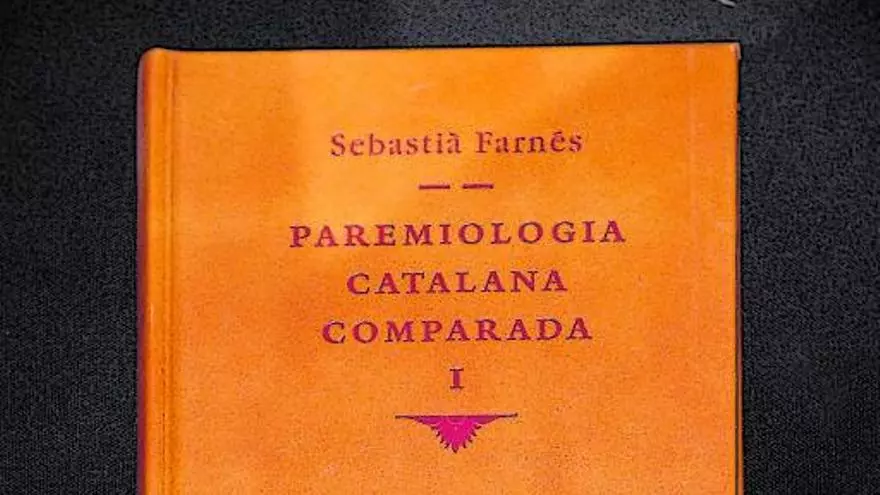 Sebastià Farnés
PAREMIOLOGIA
CATALANA
COMPARADA
I